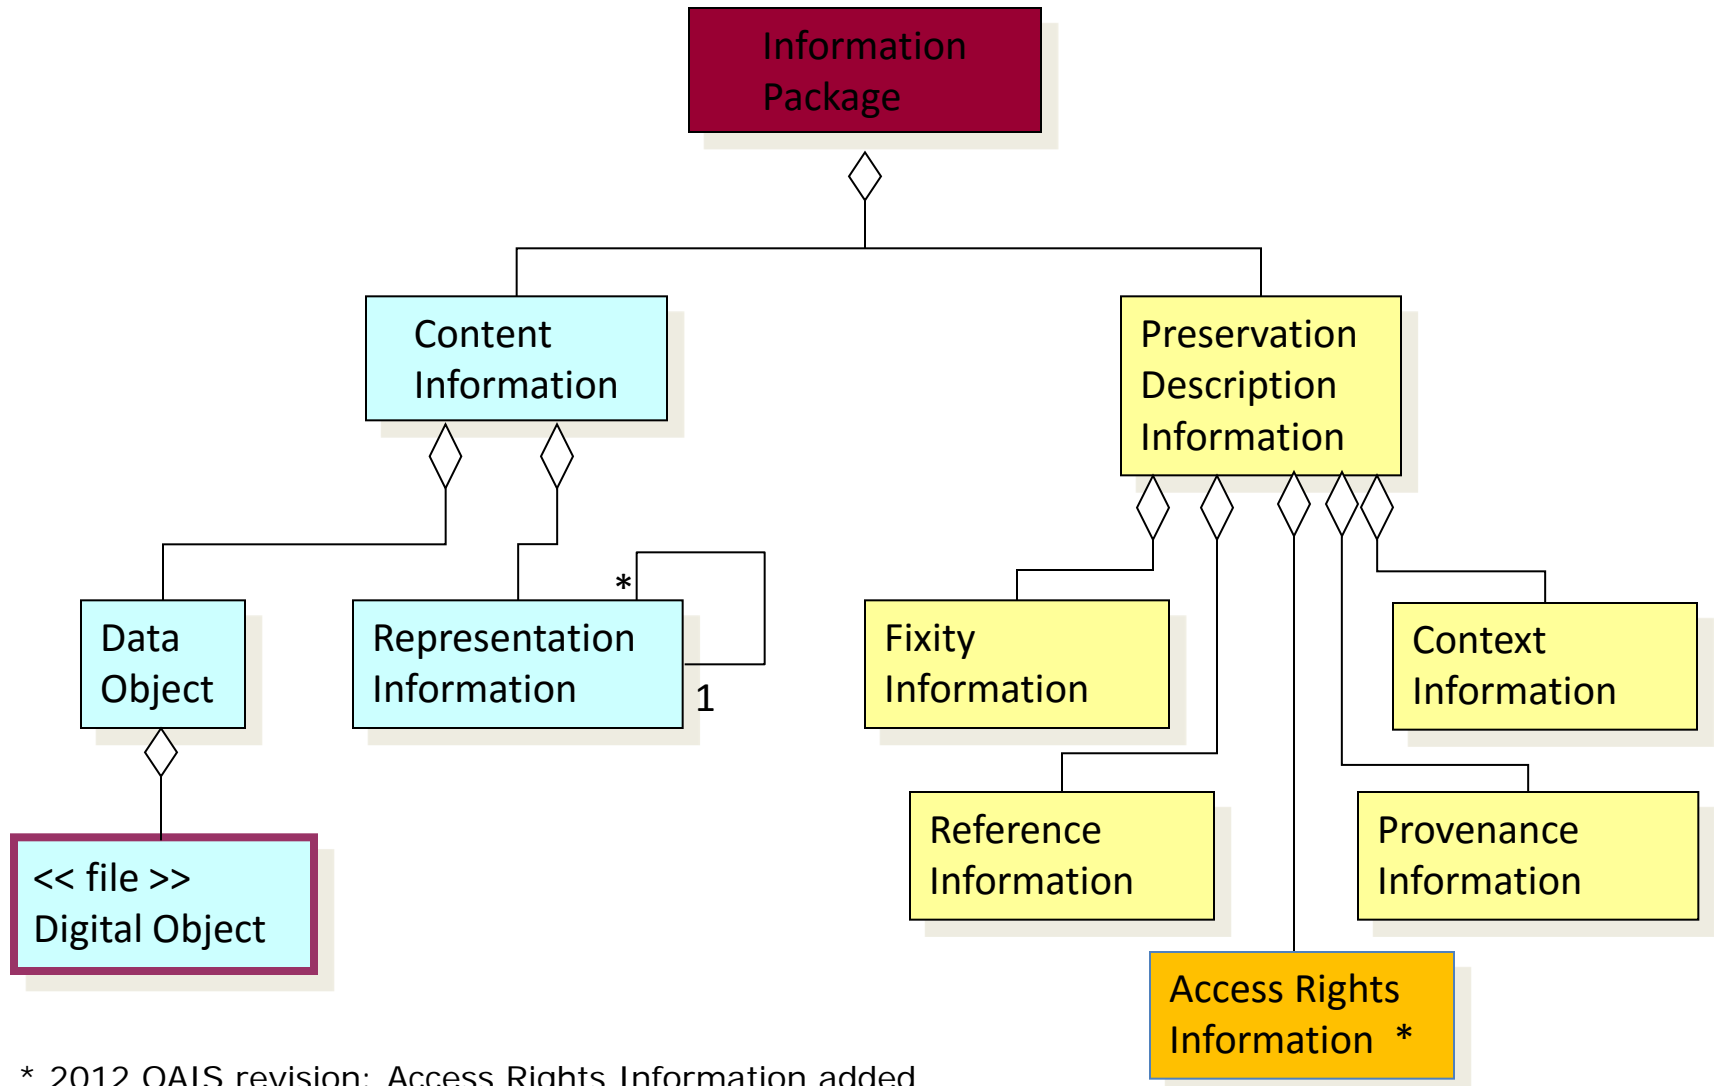 Information
Package
Content
Information
Preservation
Description
Information
*
Data
Object
Representation
Information
1
Fixity
Information
Context
Information
<< file >>
Digital Object
Reference
Information
Provenance
Information
Access Rights
Information *
* 2012 OAIS revision: Access Rights Information added